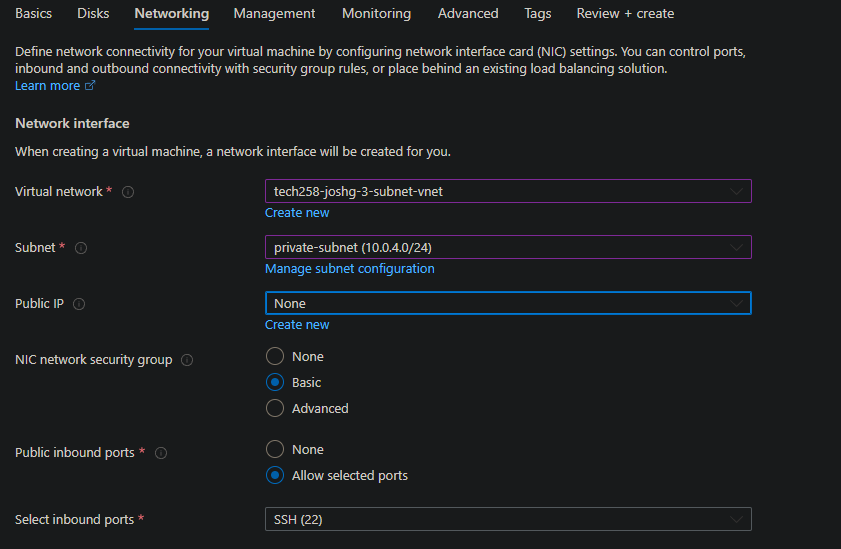 Basics Disks Networking Management Monitoring Advanced Tags Review + create
Define network connectivity for your virtual machine by configuring network interface card (NIC) settings. You can control ports,
inbound and outbound connectivity with security group rules, or place behind an existing load balancing solution.
Learn more
Network interface
When creating a virtual machine, a network interface will be created for you.
Virtual network * tech258-joshg-3-subnet-vnet
Create new
Subnet * private-subnet (10.0.4.0/24)
Manage subnet configuration
Public IP None
Create new
NIC network security group None
Basic
Advanced
Public inbound ports * None
Allow selected ports
Select inbound ports * SSH (22)